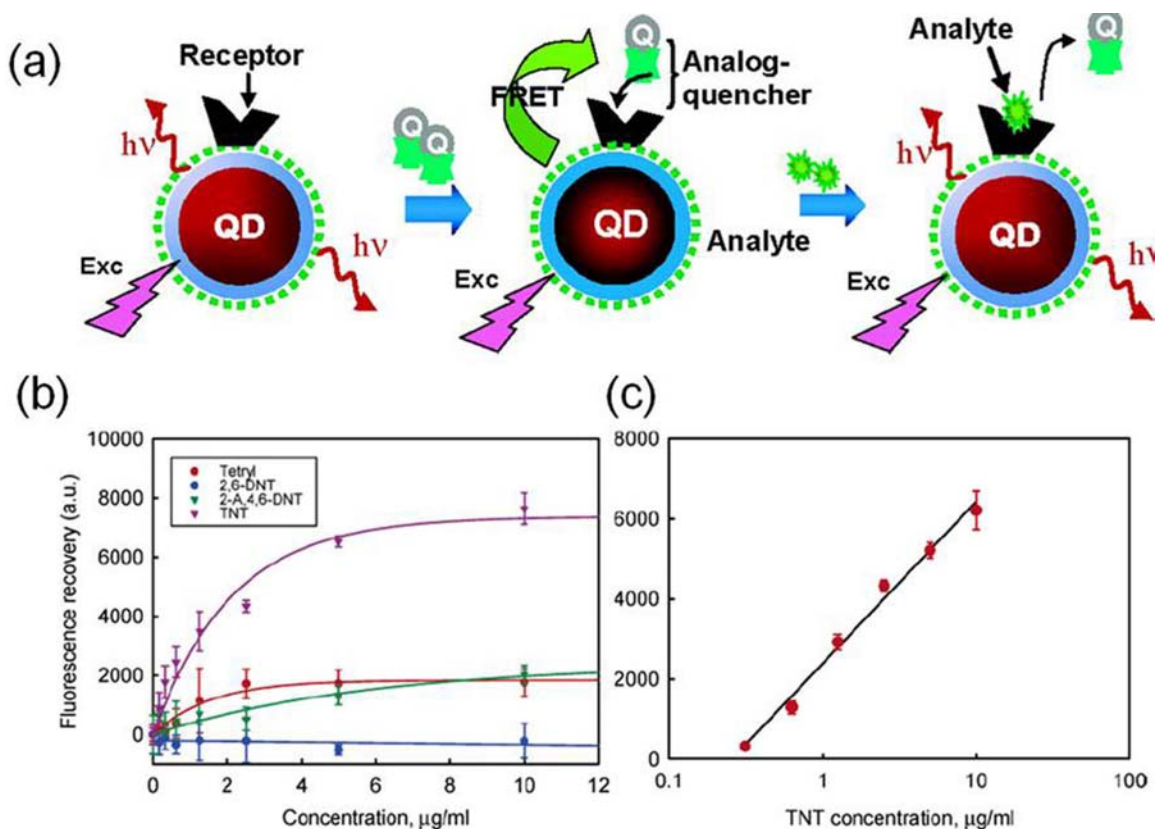 (a)
Receptor
hν
QD
hν
Exc
Q
Q
FRET
Q
Analog-
quencher
QD
Analyte
Exc
Analyte
Q
hν
QD
hν
Exc
(b)
Fluorescence recovery (a.u.)
10000
8000
6000
4000
2000
0
Tetryl
2,6-DNT
2-A,4,6-DNT
TNT
0 2 4 6 8 10 12
Concentration, μg/ml
(c)
8000
6000
4000
2000
0
0.1 1 10 100
TNT concentration, μg/ml